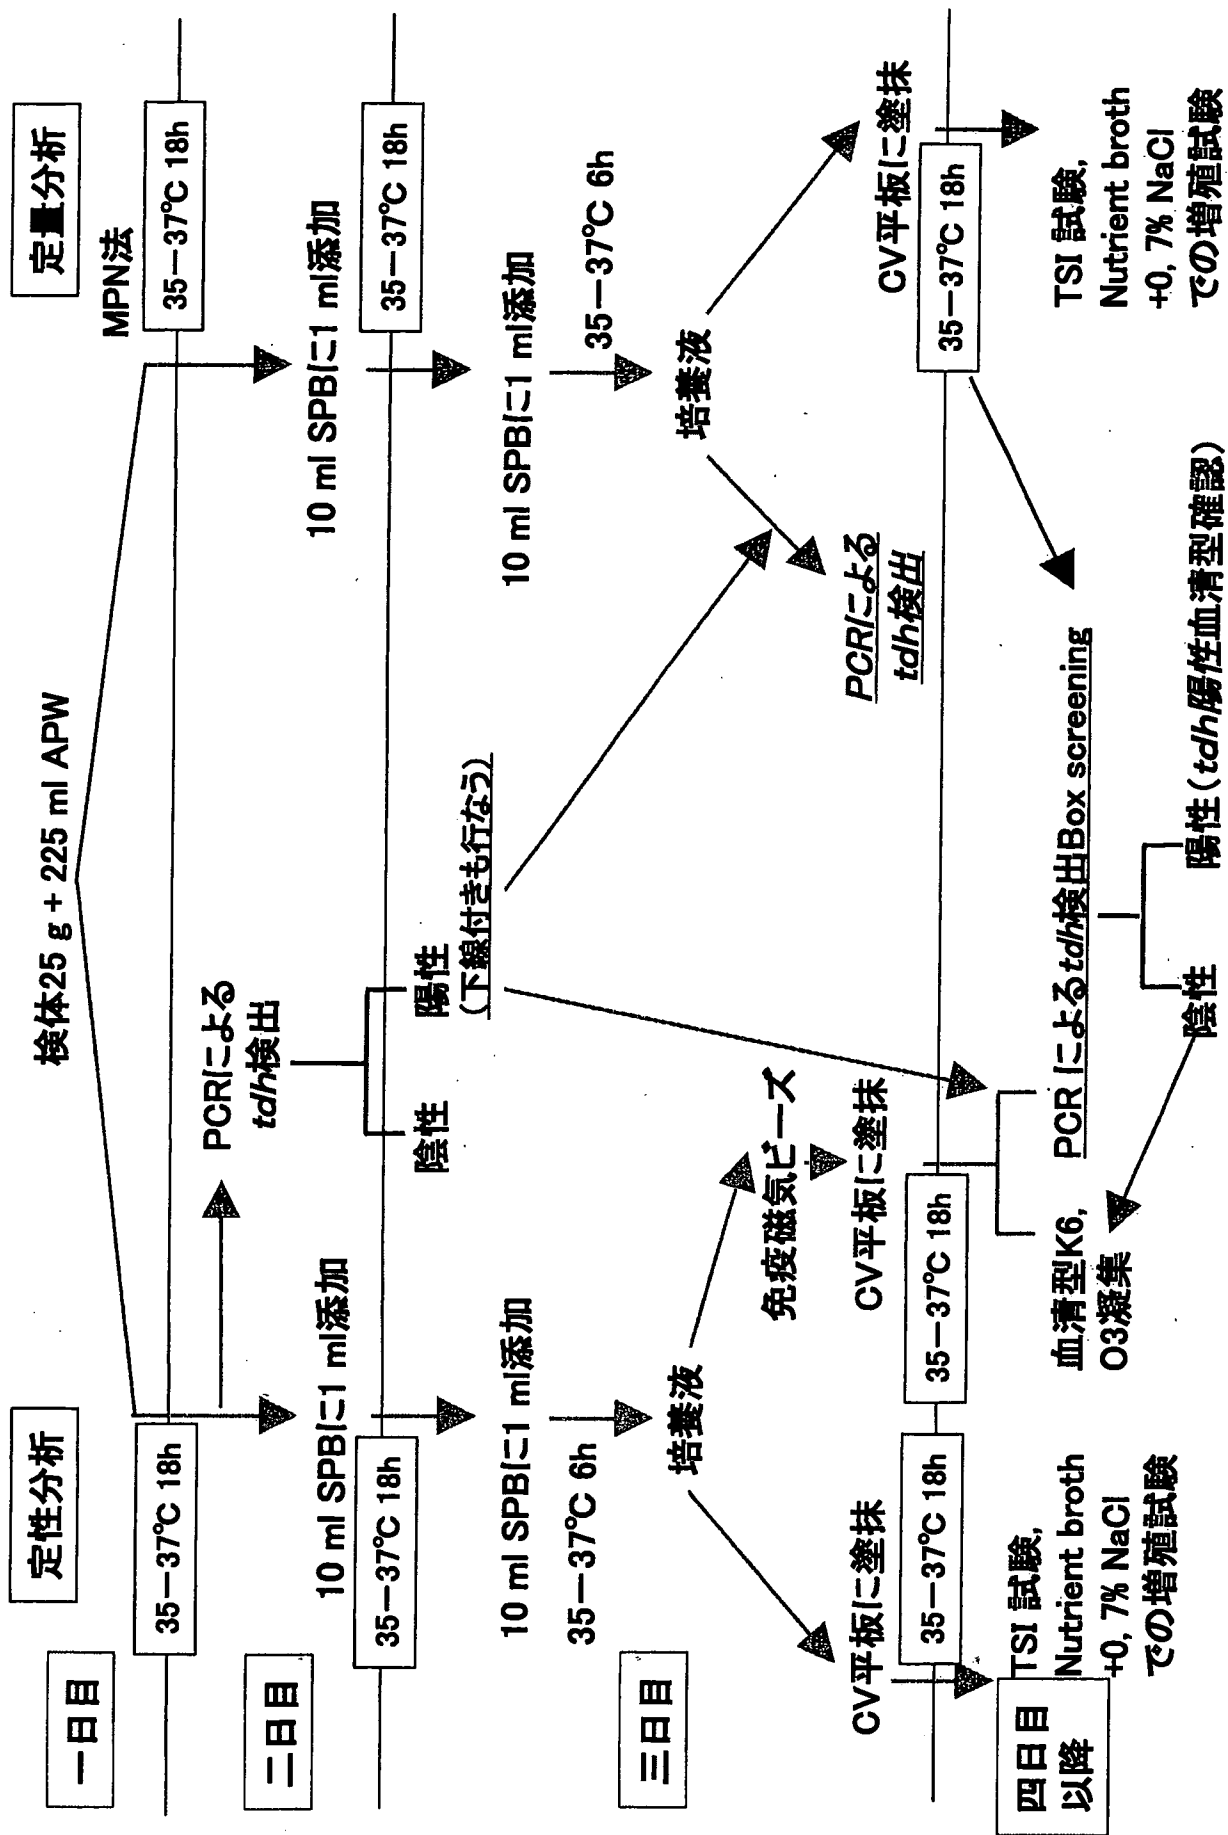 定性分析
定量分析
一日目
検体25 g + 225 ml APW
MPN法
35－37℃ 18h
35－37℃ 18h
二日目
PCRによる
tdh検出
10 ml SPBに1 ml添加
10 ml SPBに1 ml添加
35－37℃ 18h
35－37℃ 18h
陰性
陽性
(下線付きも行なう)
10 ml SPBに1 ml添加
35－37℃ 6h
10 ml SPBに1 ml添加
35－37℃ 6h
三日目
培養液
培養液
免疫磁気ビーズ
PCRによる
tdh検出
CV平板に塗抹
CV平板に塗抹
CV平板に塗抹
35－37℃ 18h
35－37℃ 18h
35－37℃ 18h
四日目
以降
TSI 試験,
Nutrient broth
+0, 7% NaCl
での増殖試験
血清型K6,
O3凝集
PCR によるtdh検出Box screening
TSI 試験,
Nutrient broth
+0, 7% NaCl
での増殖試験
陰性
陽性(tdh陽性血清型確認)